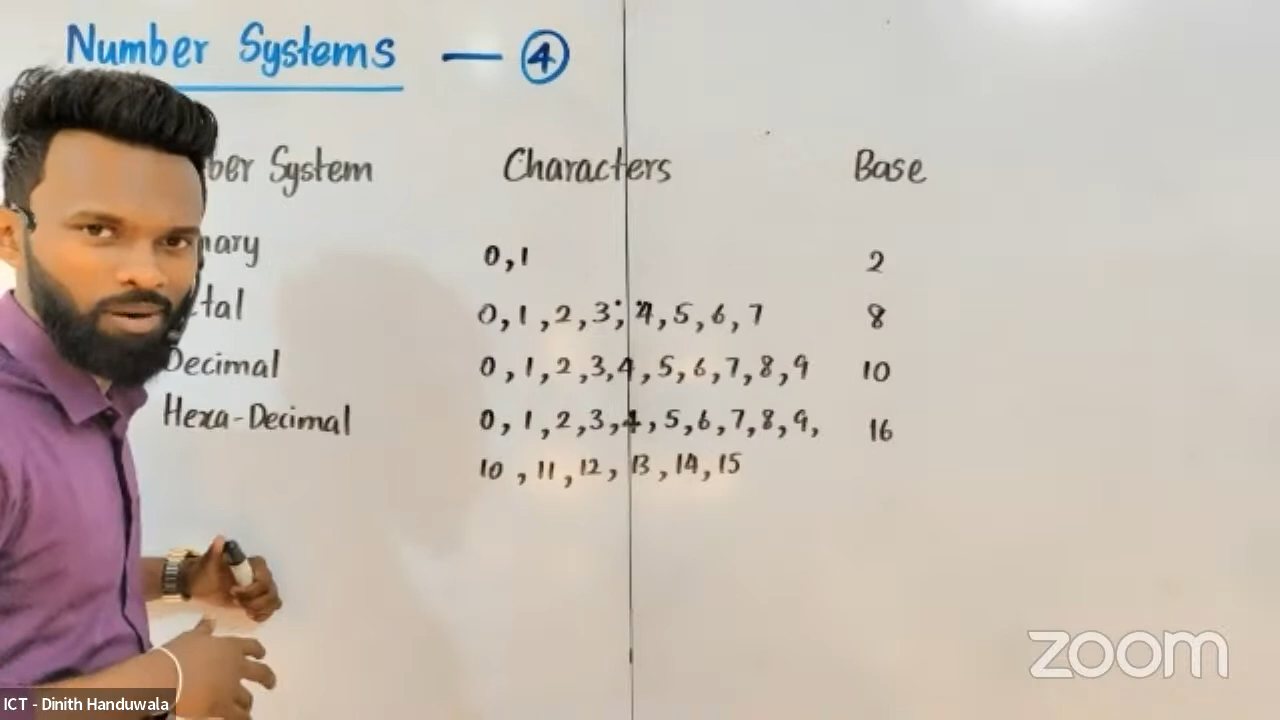 Number Systems — 4
ber System Characters Base
nary 0,1 2
tal 0,1,2,3,4,5,6,7 8
Decimal 0,1,2,3,4,5,6,7,8,9 10
Hexa-Decimal 0,1,2,3,4,5,6,7,8,9, 16
10,11,12,13,14,15
zoom
ICT - Dinith Handuwala